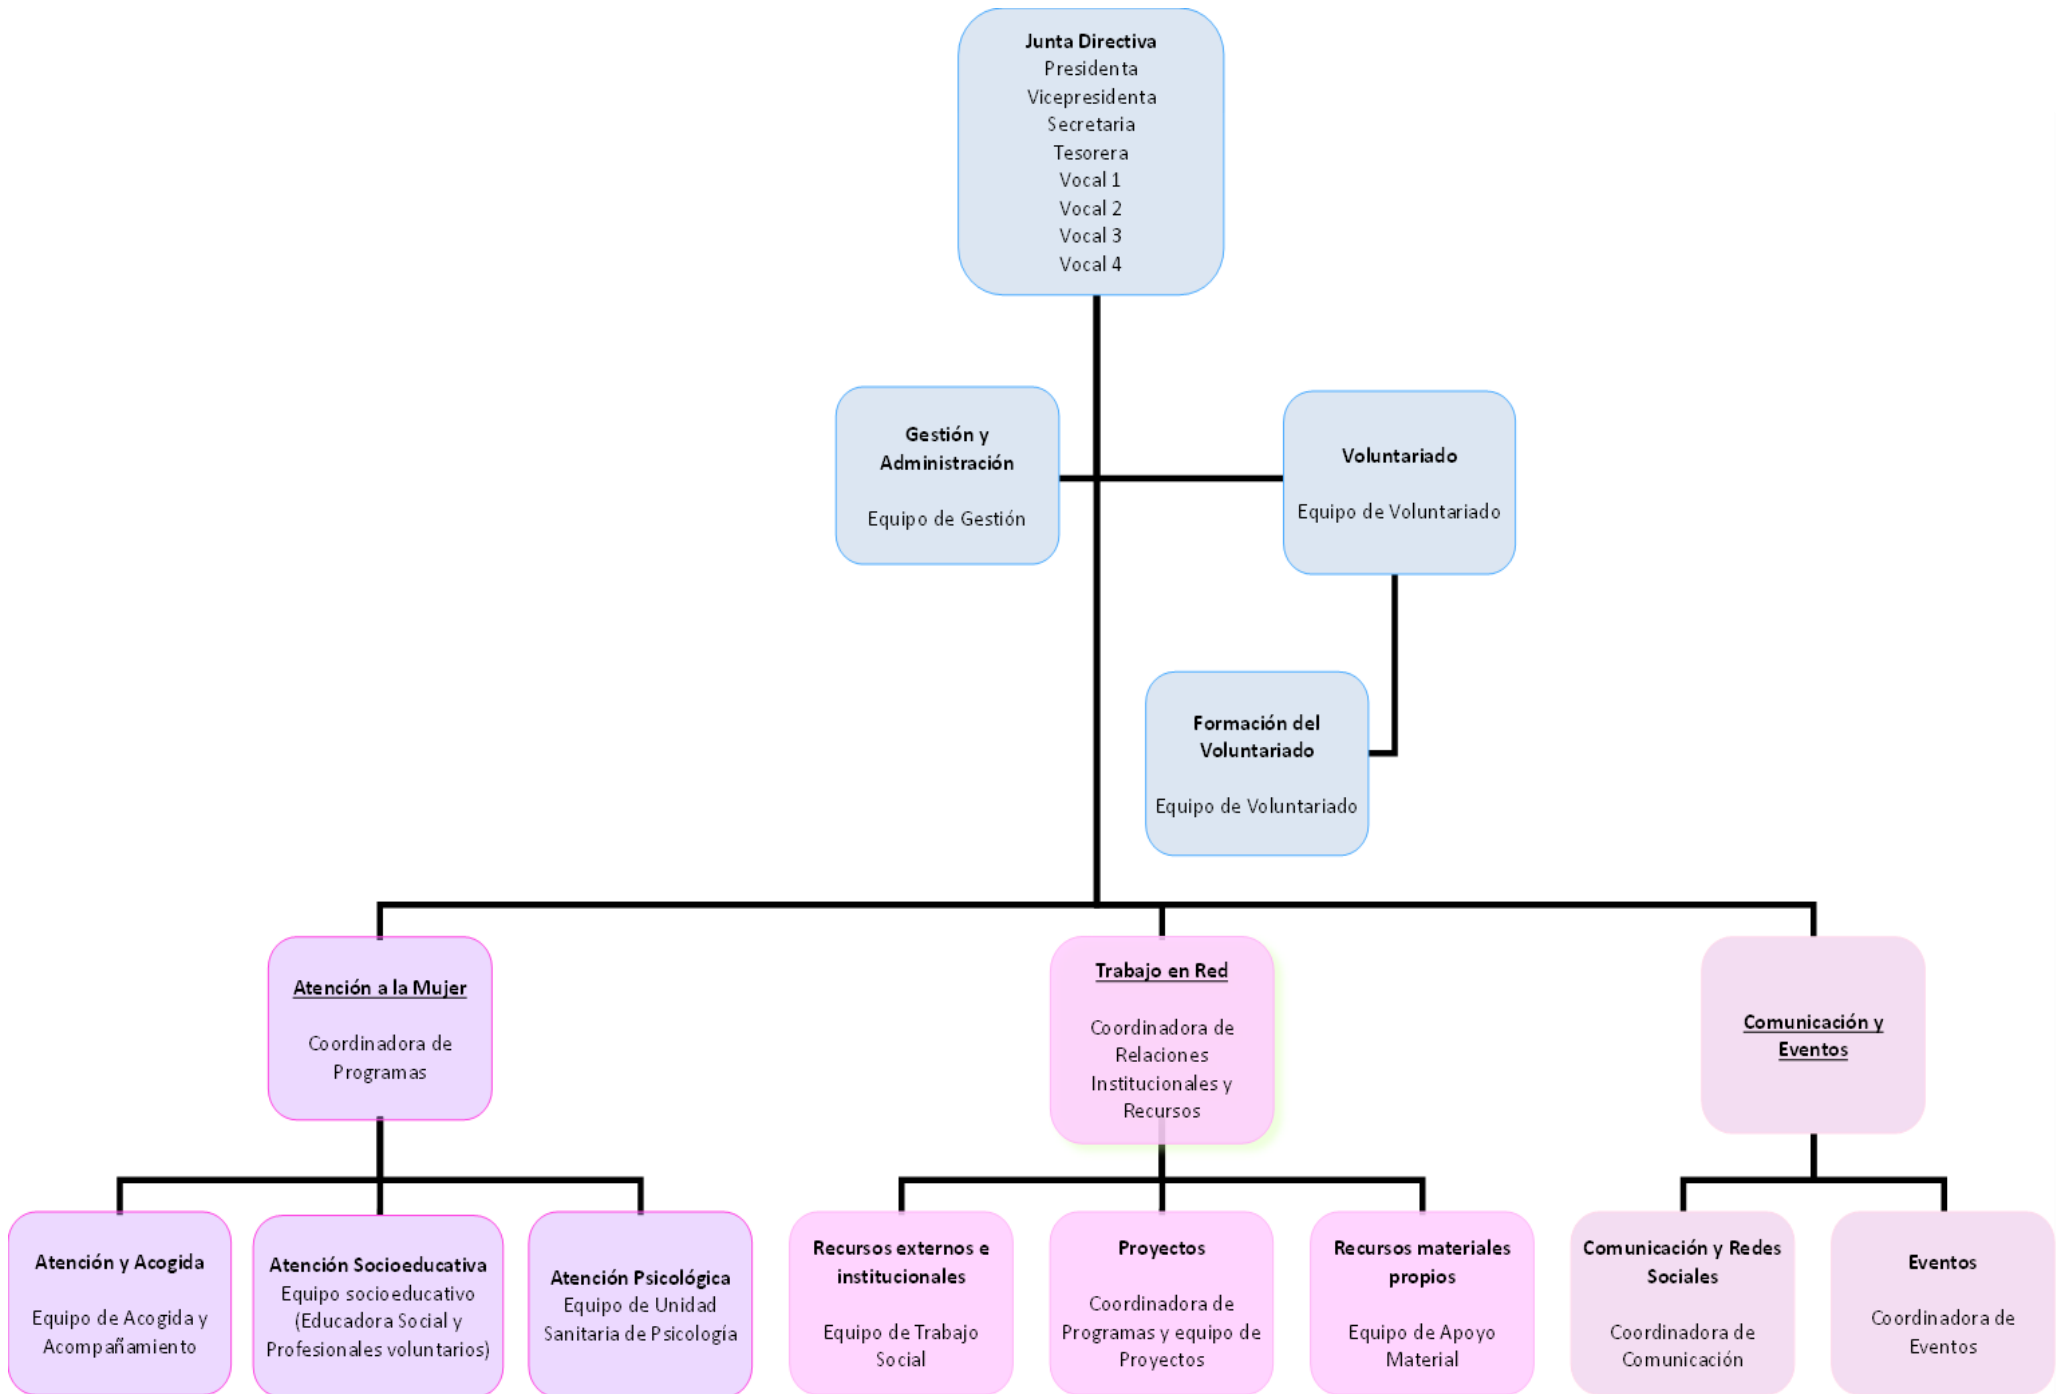 Junta Directiva
Presidenta
Vicepresidenta
Secretaria
Tesorera
Vocal 1
Vocal 2
Vocal 3
Vocal 4
Gestión y
Administración
Equipo de Gestión
Voluntariado
Equipo de Voluntariado
Formación del
Voluntariado
Equipo de Voluntariado
Atención a la Mujer
Coordinadora de
Programas
Trabajo en Red
Coordinadora de
Relaciones
Institucionales y
Recursos
Comunicación y
Eventos
Atención y Acogida
Equipo de Acogida y
Acompañamiento
Atención Socioeducativa
Equipo socioeducativo
(Educadora Social y
Profesionales voluntarios)
Atención Psicológica
Equipo de Unidad
Sanitaria de Psicología
Recursos externos e
institucionales
Equipo de Trabajo
Social
Proyectos
Coordinadora de
Programas y equipo de
Proyectos
Recursos materiales
propios
Equipo de Apoyo
Material
Comunicación y Redes
Sociales
Coordinadora de
Comunicación
Eventos
Coordinadora de
Eventos